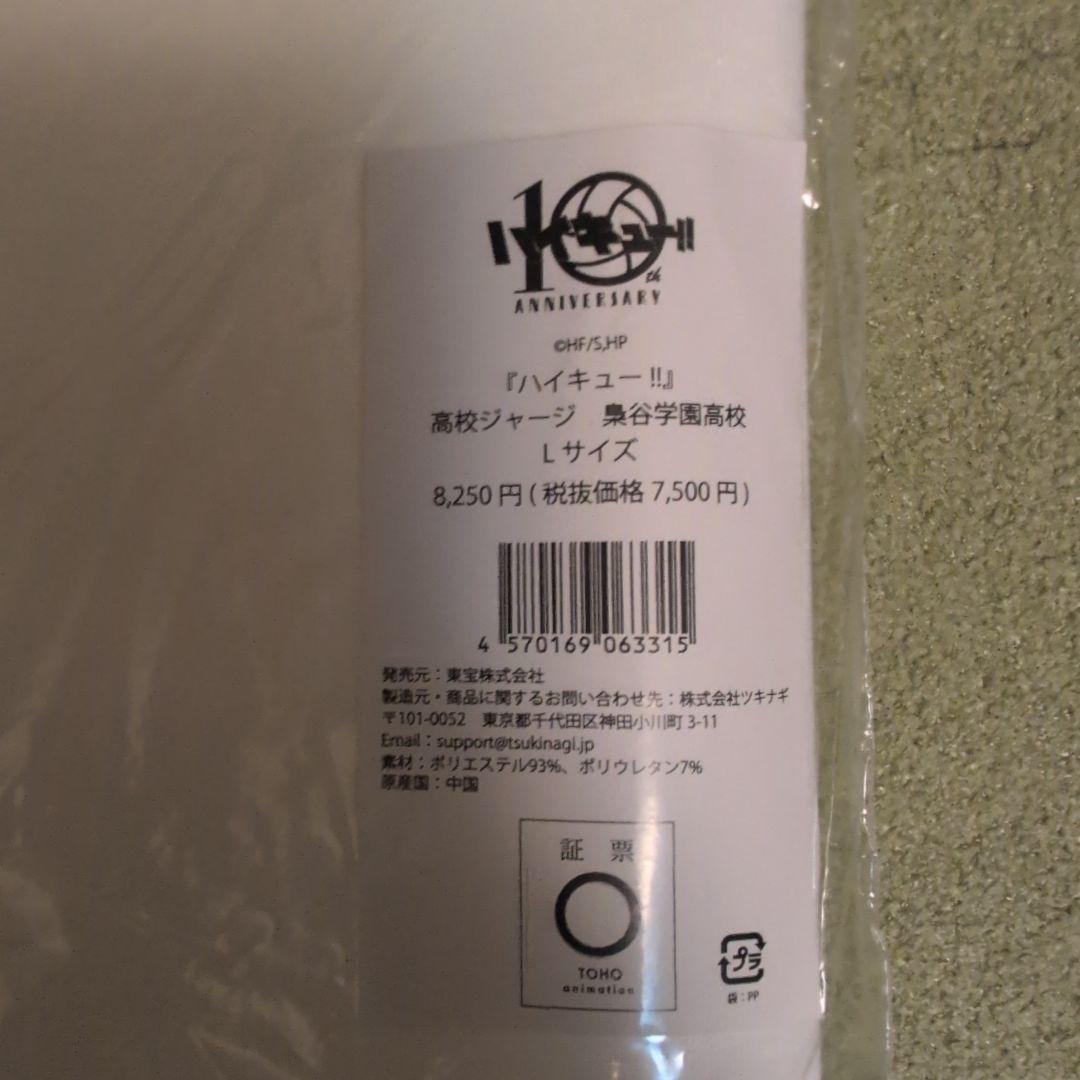 10th
ハイキュー!!
ANNIVERSARY
©HF/S,HP
『ハイキュー!!』
高校ジャージ　梟谷学園高校
Lサイズ
8,250円(税抜価格 7,500円)
4 570169 063315
発売元：東宝株式会社
製造元・商品に関するお問い合わせ先：株式会社ツキナギ
〒101-0052　東京都千代田区神田小川町 3-11
Email：support@tsukinagi.jp
素材：ポリエステル93%、ポリウレタン7%
原産国：中国
証 票
TOHO
animation
プラ
袋：PP